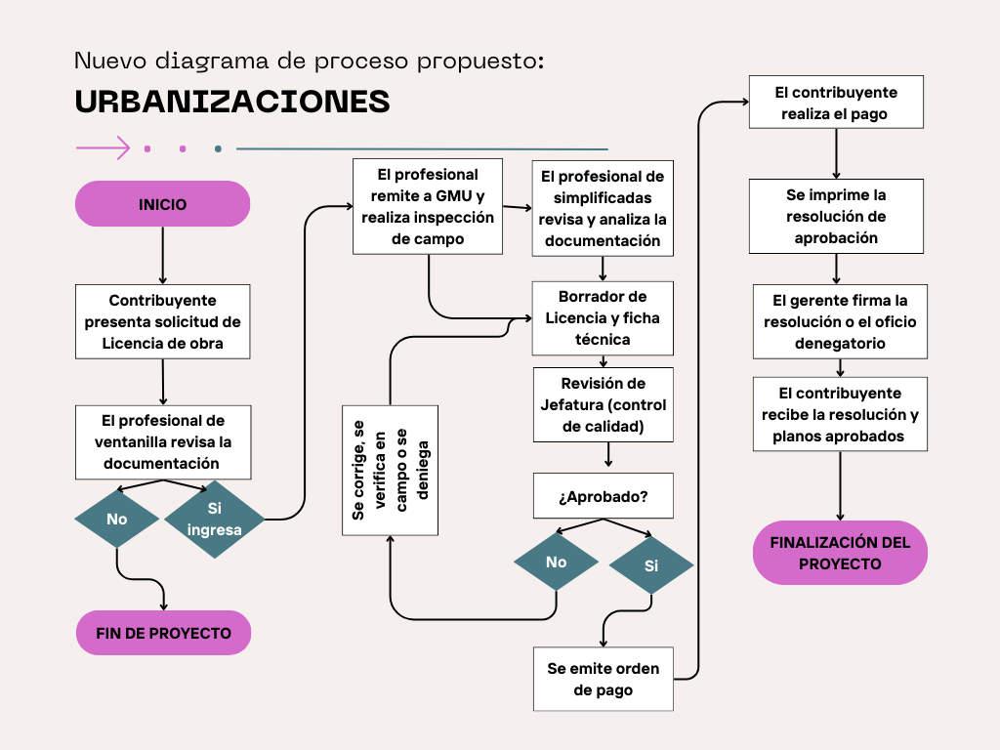 Nuevo diagrama de proceso propuesto:
URBANIZACIONES
INICIO
Contribuyente
presenta solicitud de
Licencia de obra
El profesional de
ventanilla revisa la
documentación
No
Si
ingresa
FIN DE PROYECTO
El profesional
remite a GMU y
realiza inspección
de campo
El profesional de
simplificadas
revisa y analiza la
documentación
Borrador de
Licencia y ficha
técnica
Revisión de
Jefatura (control
de calidad)
¿Aprobado?
No
Si
Se corrige, se
verifica en
campo o se
deniega
Se emite orden
de pago
El contribuyente
realiza el pago
Se imprime la
resolución de
aprobación
El gerente firma la
resolución o el oficio
denegatorio
El contribuyente
recibe la resolución y
planos aprobados
FINALIZACIÓN DEL
PROYECTO